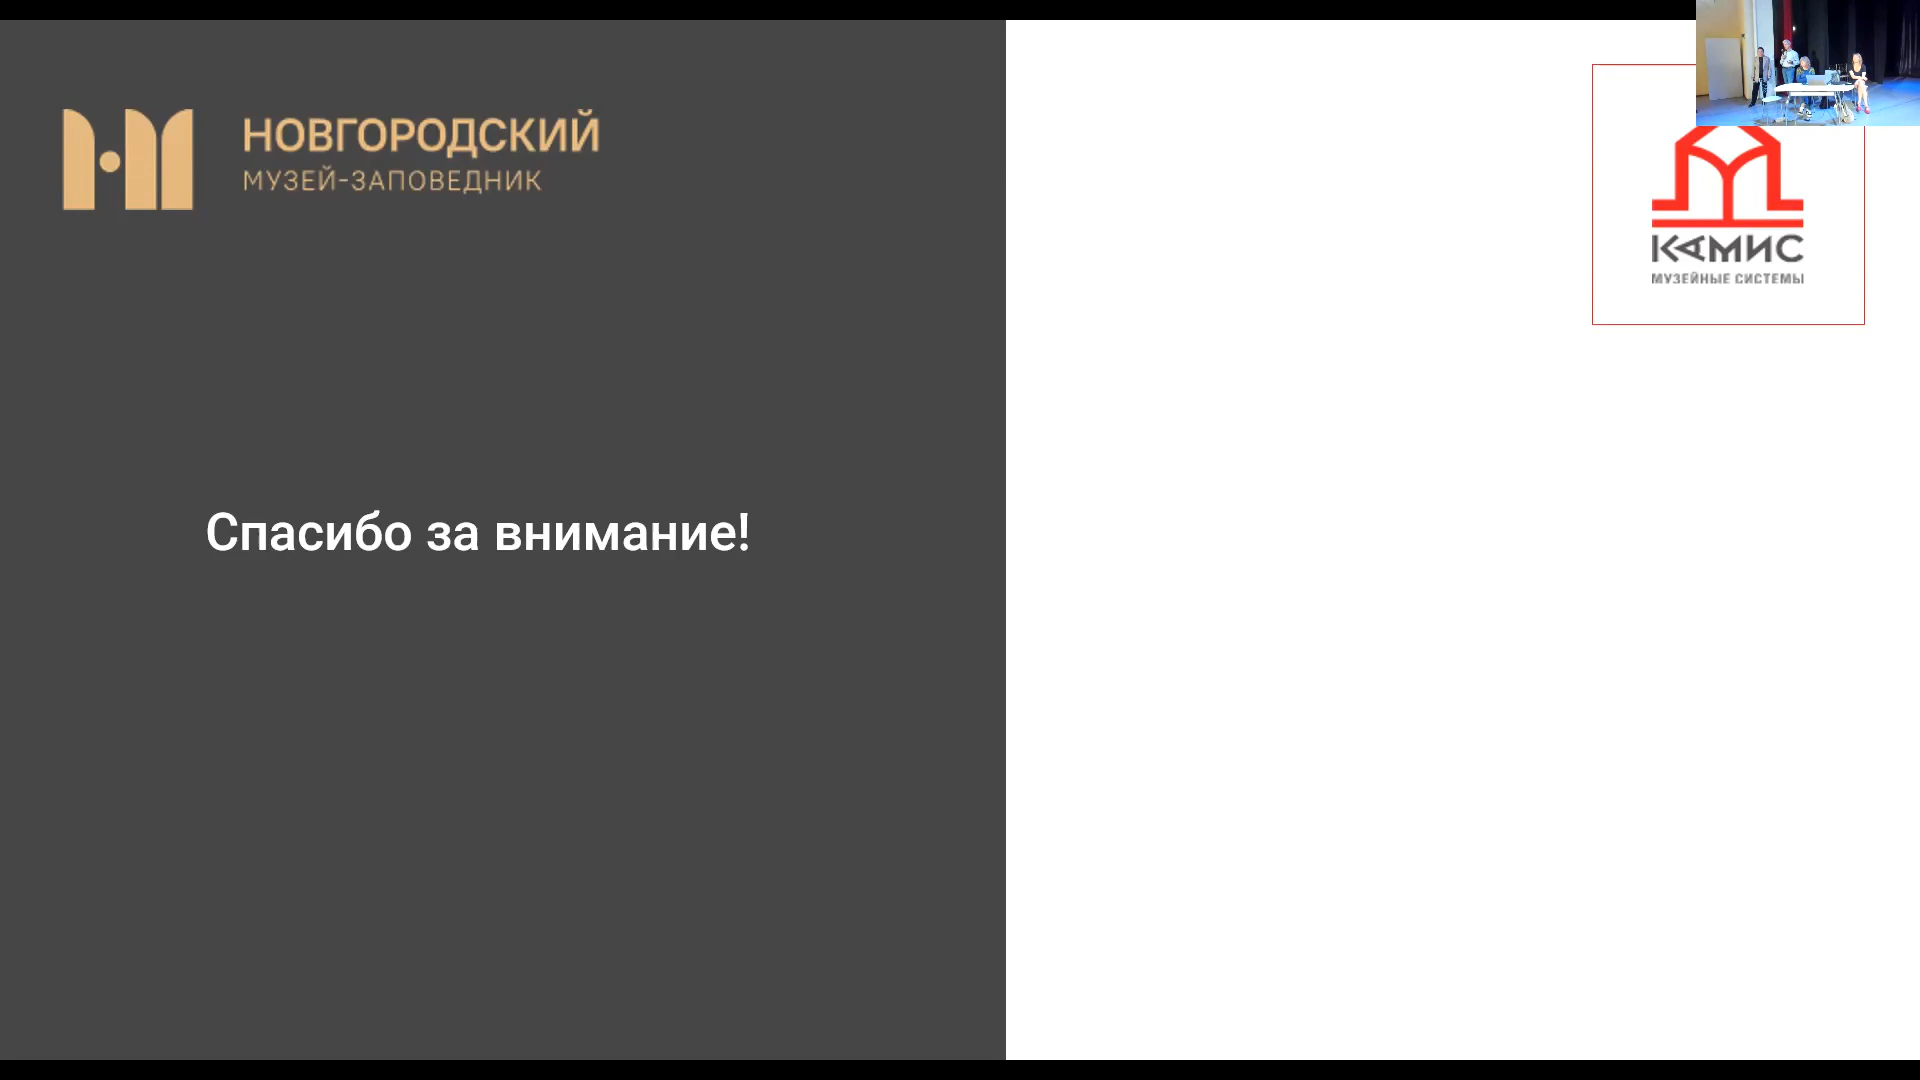 НОВГОРОДСКИЙ
МУЗЕЙ-ЗАПОВЕДНИК
КАМИС
МУЗЕЙНЫЕ СИСТЕМЫ
Спасибо за внимание!